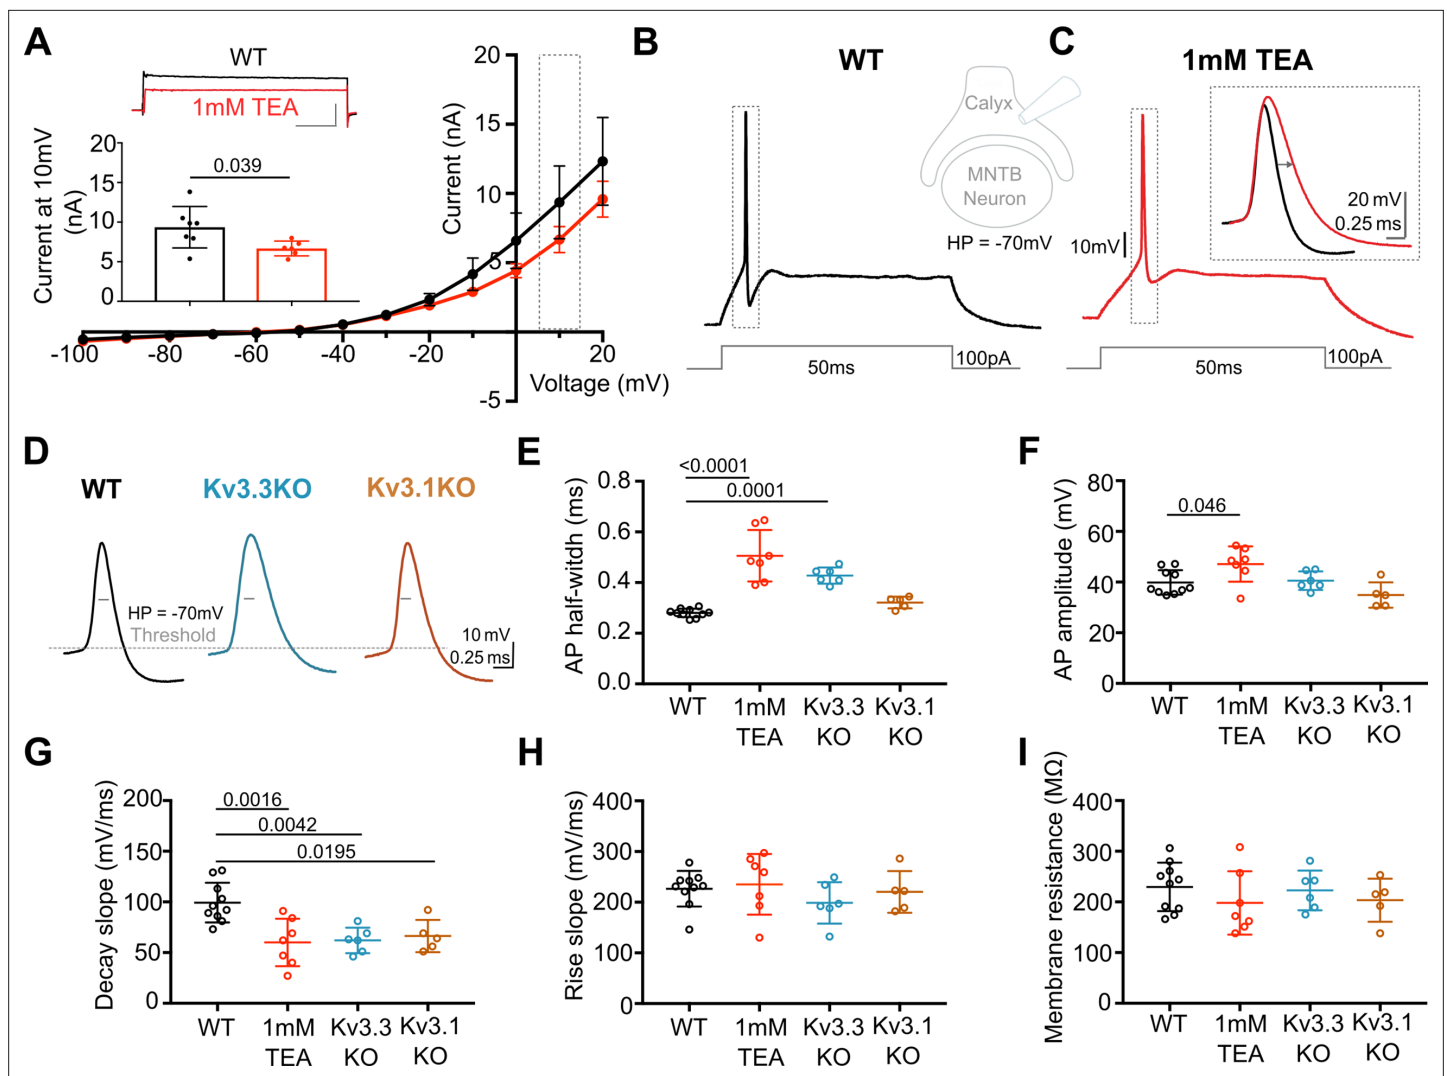 A
WT
1mM TEA
Current at 10mV
(nA)
20
15
10
5
0
0.039
Current (nA)
20
15
10
5
-5
-100
-80
-60
-40
-20
0
20
Voltage (mV)
B
WT
Calyx
MNTB
Neuron
HP = -70mV
50ms
100pA
C
1mM TEA
20 mV
0.25 ms
10mV
50ms
100pA
D
WT
Kv3.3KO
Kv3.1KO
HP = -70mV
Threshold
10 mV
0.25 ms
E
AP half-witdh (ms)
0.8
0.6
0.4
0.2
0.0
<0.0001
0.0001
WT
1mM
TEA
Kv3.3
KO
Kv3.1
KO
F
AP amplitude (mV)
80
60
40
20
0
0.046
WT
1mM
TEA
Kv3.3
KO
Kv3.1
KO
G
Decay slope (mV/ms)
200
150
100
50
0
0.0016
0.0042
0.0195
WT
1mM
TEA
Kv3.3
KO
Kv3.1
KO
H
Rise slope (mV/ms)
400
300
200
100
0
WT
1mM
TEA
Kv3.3
KO
Kv3.1
KO
I
Membrane resistance (MΩ)
400
300
200
100
0
WT
1mM
TEA
Kv3.3
KO
Kv3.1
KO